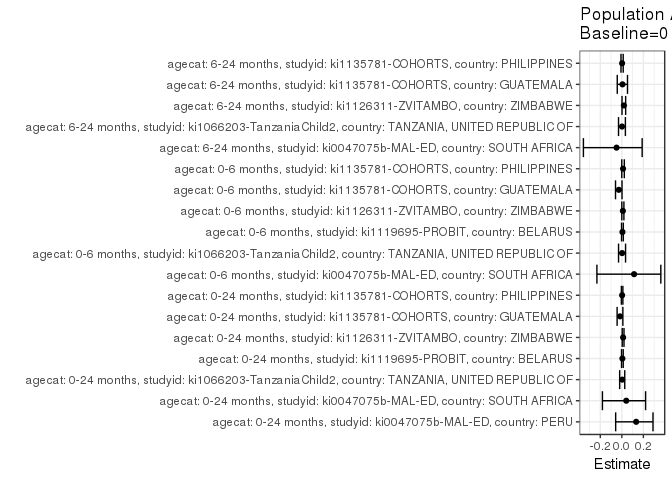 Population
Baseline=0
agecat: 6-24 months, studyid: ki1135781-COHORTS, country: PHILIPPINES
agecat: 6-24 months, studyid: ki1135781-COHORTS, country: GUATEMALA
agecat: 6-24 months, studyid: ki1126311-ZVITAMBO, country: ZIMBABWE
agecat: 6-24 months, studyid: ki1066203-TanzaniaChild2, country: TANZANIA, UNITED REPUBLIC OF
agecat: 6-24 months, studyid: ki0047075b-MAL-ED, country: SOUTH AFRICA
agecat: 0-6 months, studyid: ki1135781-COHORTS, country: PHILIPPINES
agecat: 0-6 months, studyid: ki1135781-COHORTS, country: GUATEMALA
agecat: 0-6 months, studyid: ki1126311-ZVITAMBO, country: ZIMBABWE
agecat: 0-6 months, studyid: ki1119695-PROBIT, country: BELARUS
agecat: 0-6 months, studyid: ki1066203-TanzaniaChild2, country: TANZANIA, UNITED REPUBLIC OF
agecat: 0-6 months, studyid: ki0047075b-MAL-ED, country: SOUTH AFRICA
agecat: 0-24 months, studyid: ki1135781-COHORTS, country: PHILIPPINES
agecat: 0-24 months, studyid: ki1135781-COHORTS, country: GUATEMALA
agecat: 0-24 months, studyid: ki1126311-ZVITAMBO, country: ZIMBABWE
agecat: 0-24 months, studyid: ki1119695-PROBIT, country: BELARUS
agecat: 0-24 months, studyid: ki1066203-TanzaniaChild2, country: TANZANIA, UNITED REPUBLIC OF
agecat: 0-24 months, studyid: ki0047075b-MAL-ED, country: SOUTH AFRICA
agecat: 0-24 months, studyid: ki0047075b-MAL-ED, country: PERU
-0.2 0.0 0.2
Estimate